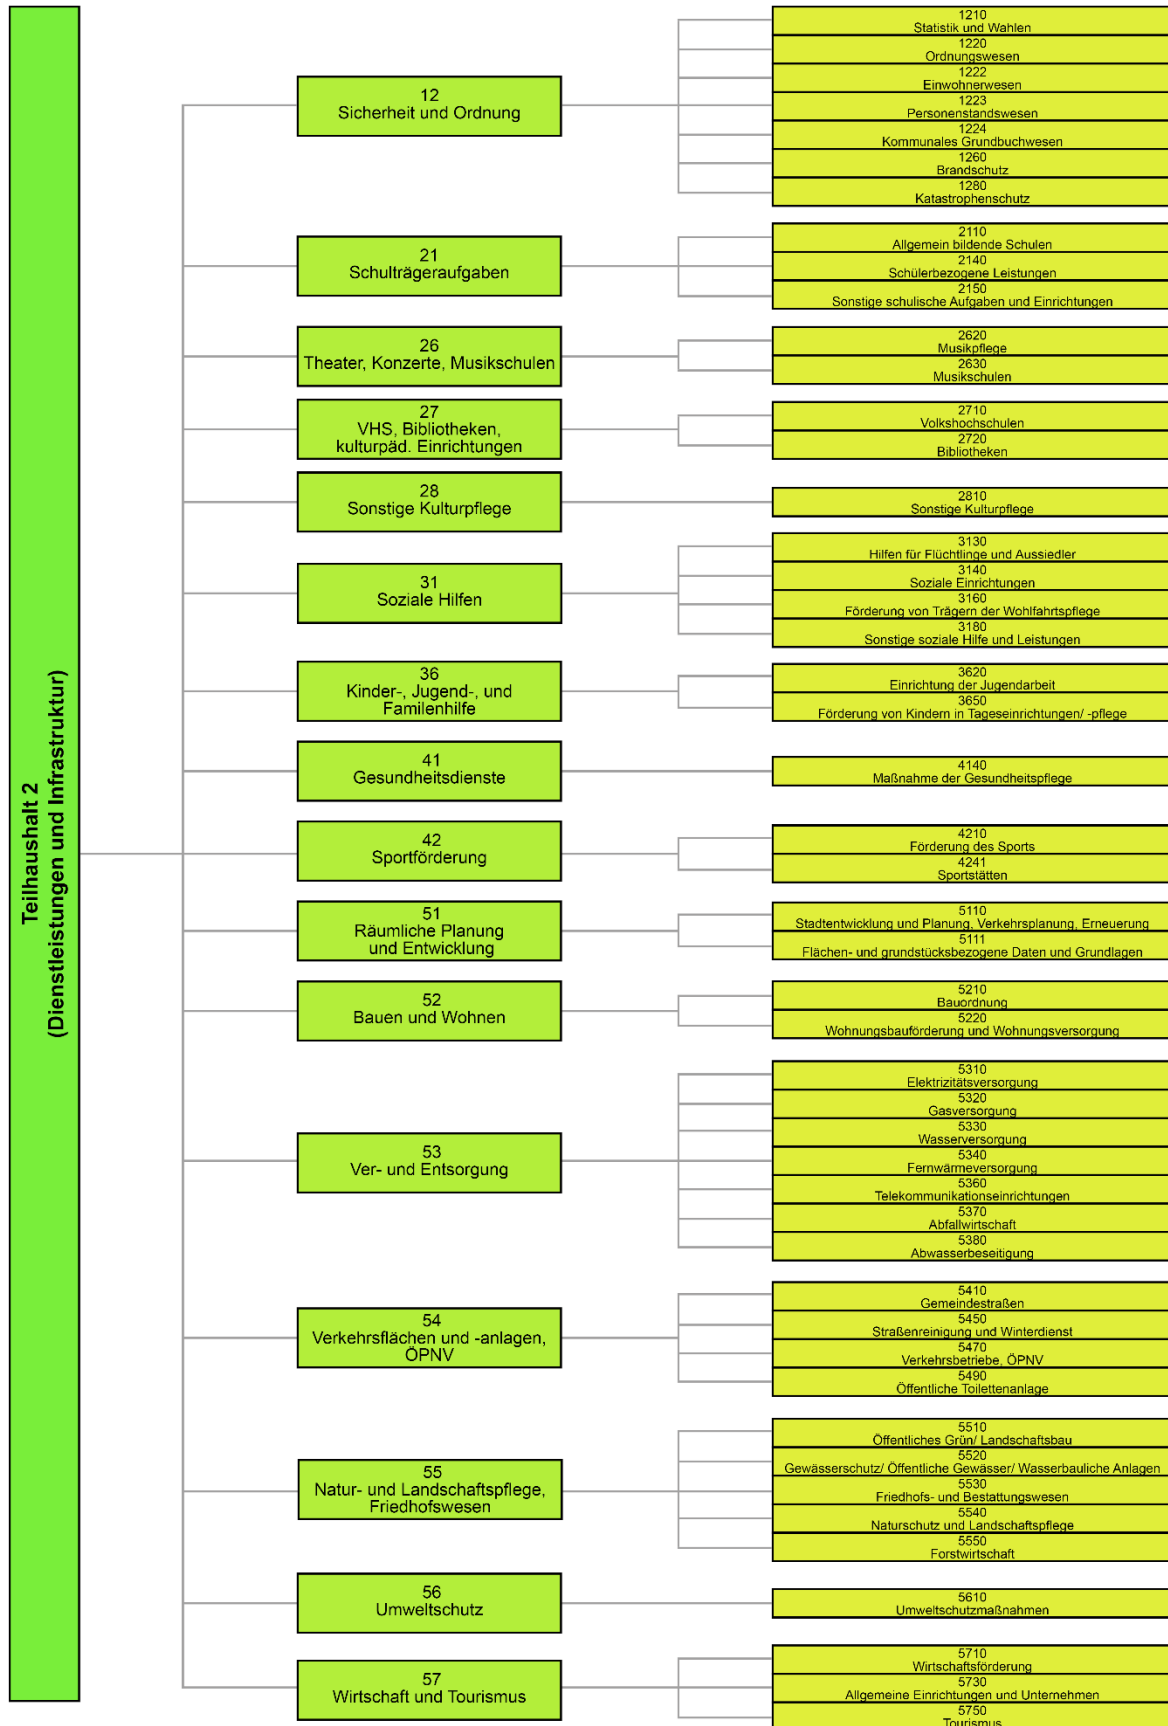 Teilhaushalt 2
(Dienstleistungen und Infrastruktur)
12
Sicherheit und Ordnung
1210
Statistik und Wahlen
1220
Ordnungswesen
1222
Einwohnerwesen
1223
Personenstandswesen
1224
Kommunales Grundbuchwesen
1260
Brandschutz
1280
Katastrophenschutz
21
Schulträgeraufgaben
2110
Allgemein bildende Schulen
2140
Schülerbezogene Leistungen
2150
Sonstige schulische Aufgaben und Einrichtungen
26
Theater, Konzerte, Musikschulen
2620
Musikpflege
2630
Musikschulen
27
VHS, Bibliotheken,
kulturpäd. Einrichtungen
2710
Volkshochschulen
2720
Bibliotheken
28
Sonstige Kulturpflege
2810
Sonstige Kulturpflege
31
Soziale Hilfen
3130
Hilfen für Flüchtlinge und Aussiedler
3140
Soziale Einrichtungen
3160
Förderung von Trägern der Wohlfahrtspflege
3180
Sonstige soziale Hilfe und Leistungen
36
Kinder-, Jugend-, und
Familenhilfe
3620
Einrichtung der Jugendarbeit
3650
Förderung von Kindern in Tageseinrichtungen/ -pflege
41
Gesundheitsdienste
4140
Maßnahme der Gesundheitspflege
42
Sportförderung
4210
Förderung des Sports
4241
Sportstätten
51
Räumliche Planung
und Entwicklung
5110
Stadtentwicklung und Planung, Verkehrsplanung, Erneuerung
5111
Flächen- und grundstücksbezogene Daten und Grundlagen
52
Bauen und Wohnen
5210
Bauordnung
5220
Wohnungsbauförderung und Wohnungsversorgung
53
Ver- und Entsorgung
5310
Elektrizitätsversorgung
5320
Gasversorgung
5330
Wasserversorgung
5340
Fernwärmeversorgung
5360
Telekommunikationseinrichtungen
5370
Abfallwirtschaft
5380
Abwasserbeseitigung
54
Verkehrsflächen und -anlagen,
ÖPNV
5410
Gemeindestraßen
5450
Straßenreinigung und Winterdienst
5470
Verkehrsbetriebe, ÖPNV
5490
Öffentliche Toilettenanlage
55
Natur- und Landschaftspflege,
Friedhofswesen
5510
Öffentliches Grün/ Landschaftsbau
5520
Gewässerschutz/ Öffentliche Gewässer/ Wasserbauliche Anlagen
5530
Friedhofs- und Bestattungswesen
5540
Naturschutz und Landschaftspflege
5550
Forstwirtschaft
56
Umweltschutz
5610
Umweltschutzmaßnahmen
57
Wirtschaft und Tourismus
5710
Wirtschaftsförderung
5730
Allgemeine Einrichtungen und Unternehmen
5750
Tourismus